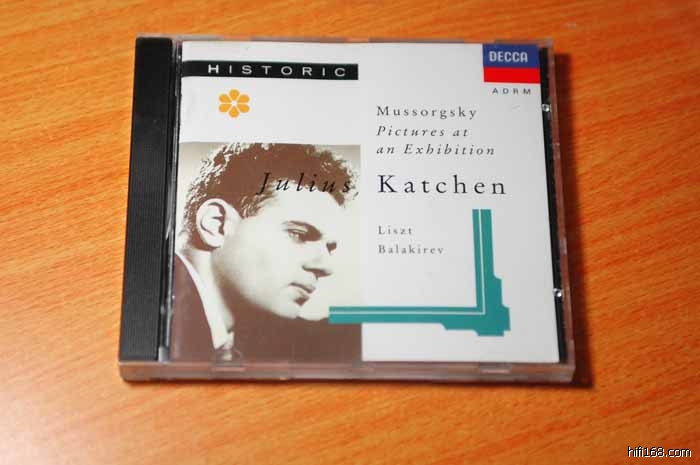 HISTORIC
DECCA
ADRM
Mussorgsky
Pictures at
an Exhibition
Julius Katchen
Liszt
Balakirev
hifi168.com